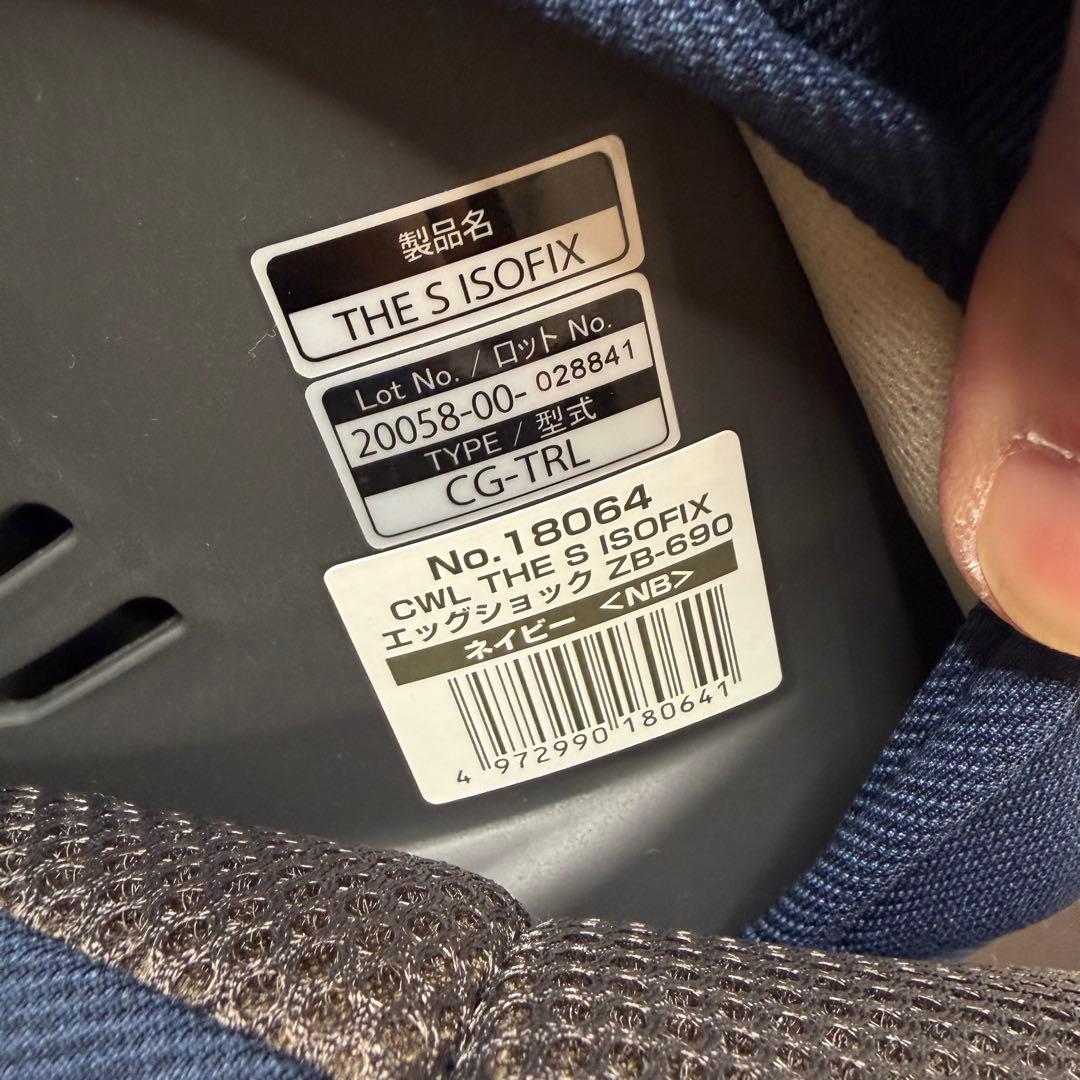 製品名
THE S ISOFIX
Lot No. / ロット No.
20058-00- 028841
TYPE / 型式
CG-TRL
No.18064
CWL THE S ISOFIX
エッグショック ZB-690
ネイビー <NB>
4 972990 180641